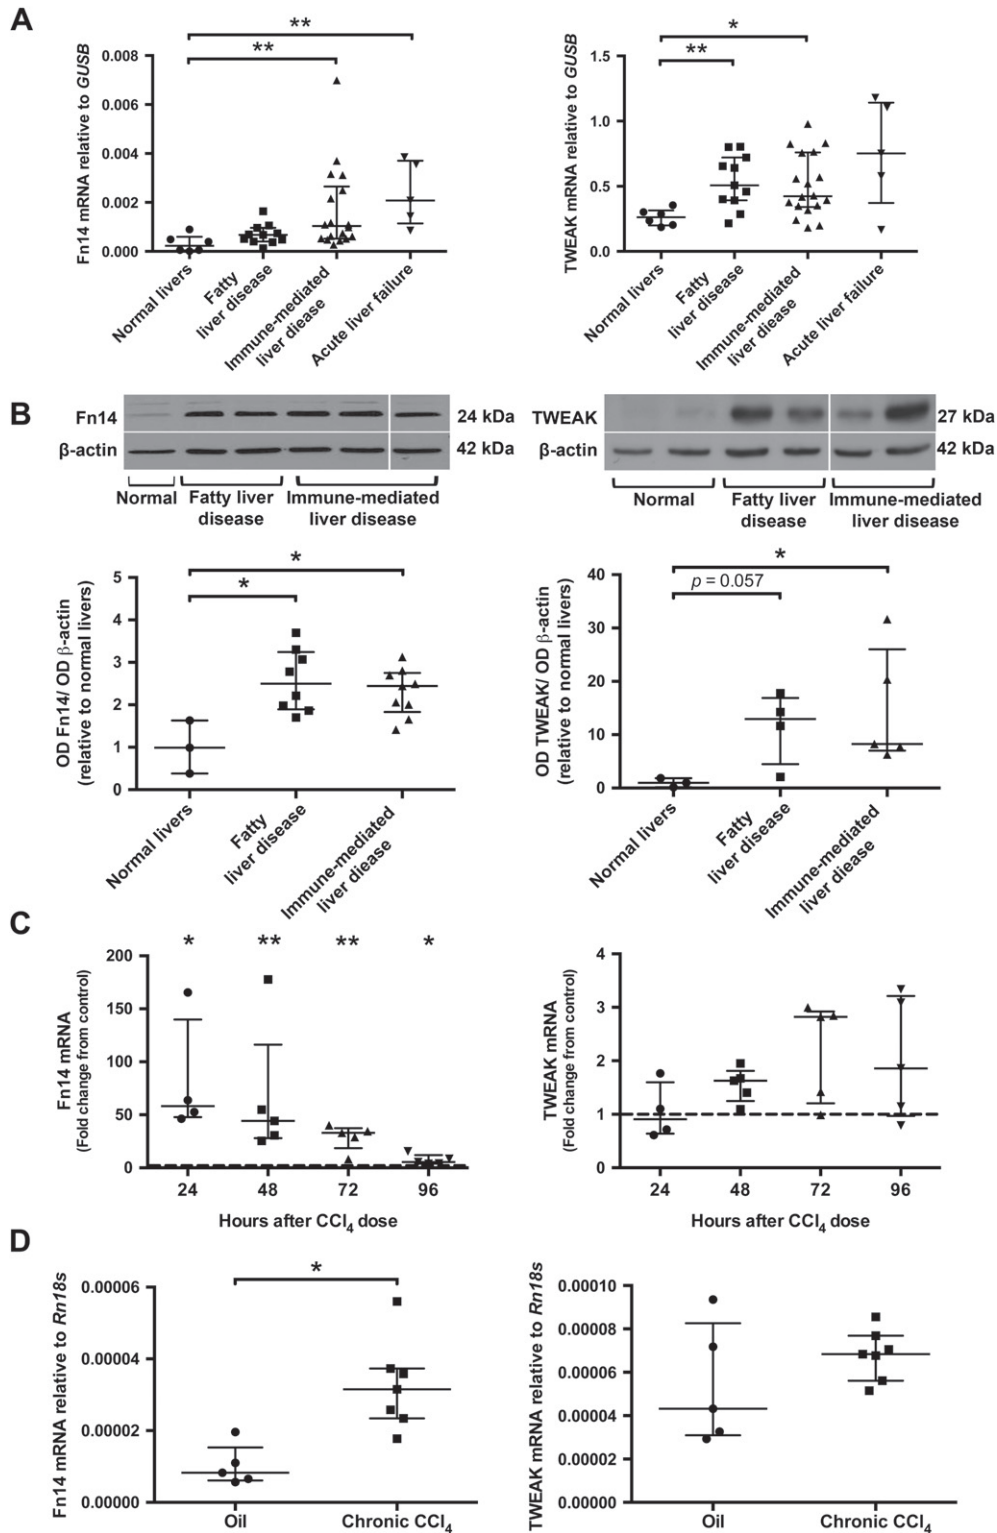 A
Fn14 mRNA relative to GUSB
0.008
0.006
0.004
0.002
0.000
**
**
Normal livers
Fatty
liver disease
Immune-mediated
liver disease
Acute liver failure
TWEAK mRNA relative to GUSB
1.5
1.0
0.5
0.0
*
**
Normal livers
Fatty
liver disease
Immune-mediated
liver disease
Acute liver failure
B
Fn14
24 kDa
β-actin
42 kDa
Normal
Fatty liver
disease
Immune-mediated
liver disease
TWEAK
27 kDa
β-actin
42 kDa
Normal
Fatty liver
disease
Immune-mediated
liver disease
OD Fn14/ OD β-actin
(relative to normal livers)
5
4
3
2
1
0
*
*
Normal livers
Fatty
liver disease
Immune-mediated
liver diease
OD TWEAK/ OD β-actin
(relative to normal livers)
40
30
20
10
0
*
p = 0.057
Normal livers
Fatty
liver disease
Immune-mediated
liver disease
C
Fn14 mRNA
(Fold change from control)
200
150
100
50
0
* ** ** *
24 48 72 96
Hours after CCl4 dose
TWEAK mRNA
(Fold change from control)
4
3
2
1
0
24 48 72 96
Hours after CCl4 dose
D
Fn14 mRNA relative to Rn18s
0.00006
0.00004
0.00002
0.00000
*
Oil Chronic CCl4
TWEAK mRNA relative to Rn18s
0.00010
0.00008
0.00006
0.00004
0.00002
0.00000
Oil Chronic CCl4